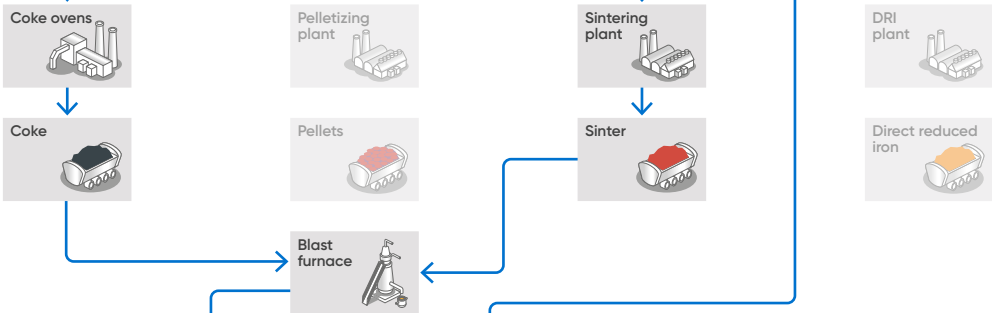 Coke ovens
Pelletizing
plant
Sintering
plant
DRI
plant
Coke
Pellets
Sinter
Direct reduced
iron
Blast
furnace